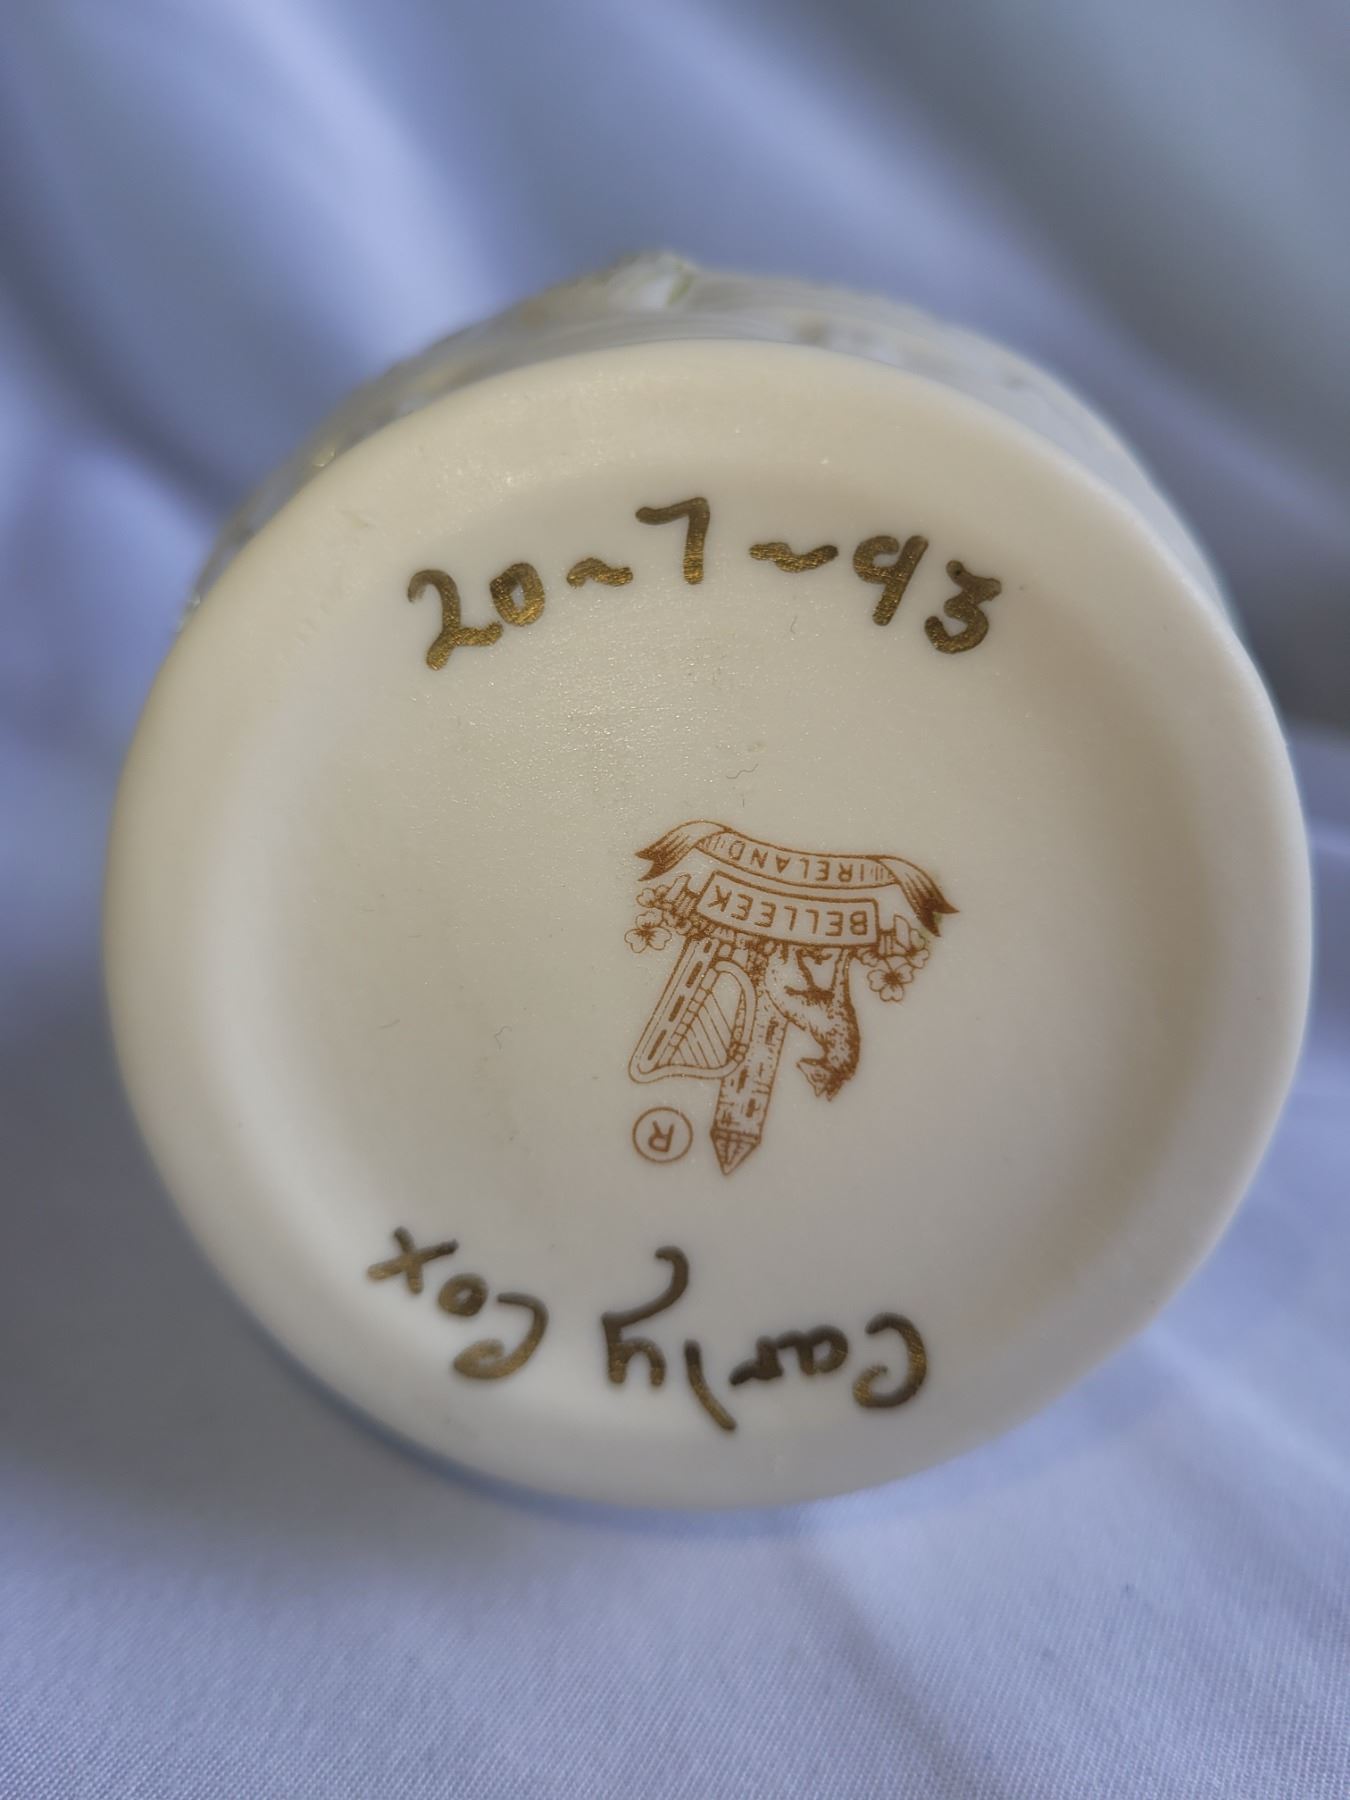 20~7~93
®
BELLEEK
IRELAND
Carly Cox